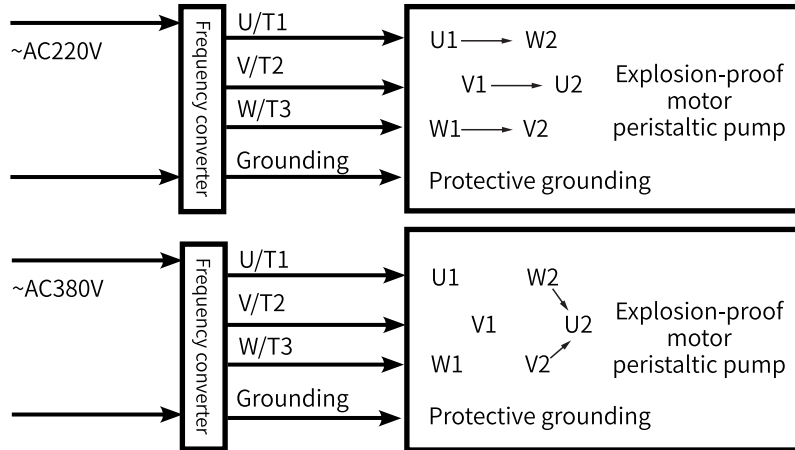 ~AC220V
Frequency converter
U/T1
V/T2
W/T3
Grounding
U1 W2
V1 U2
W1 V2
Explosion-proof
motor
peristaltic pump
Protective grounding
~AC380V
Frequency converter
U/T1
V/T2
W/T3
Grounding
U1 W2
V1 U2
W1 V2
Explosion-proof
motor
peristaltic pump
Protective grounding